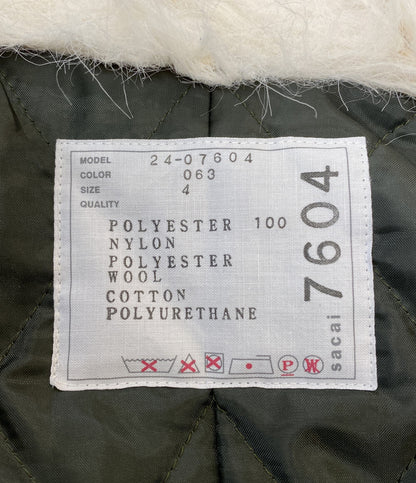 MODEL 24-07604
COLOR 063
SIZE 4
QUALITY
POLYESTER 100
NYLON
POLYESTER
WOOL
COTTON
POLYURETHANE
P W
sacai 7604